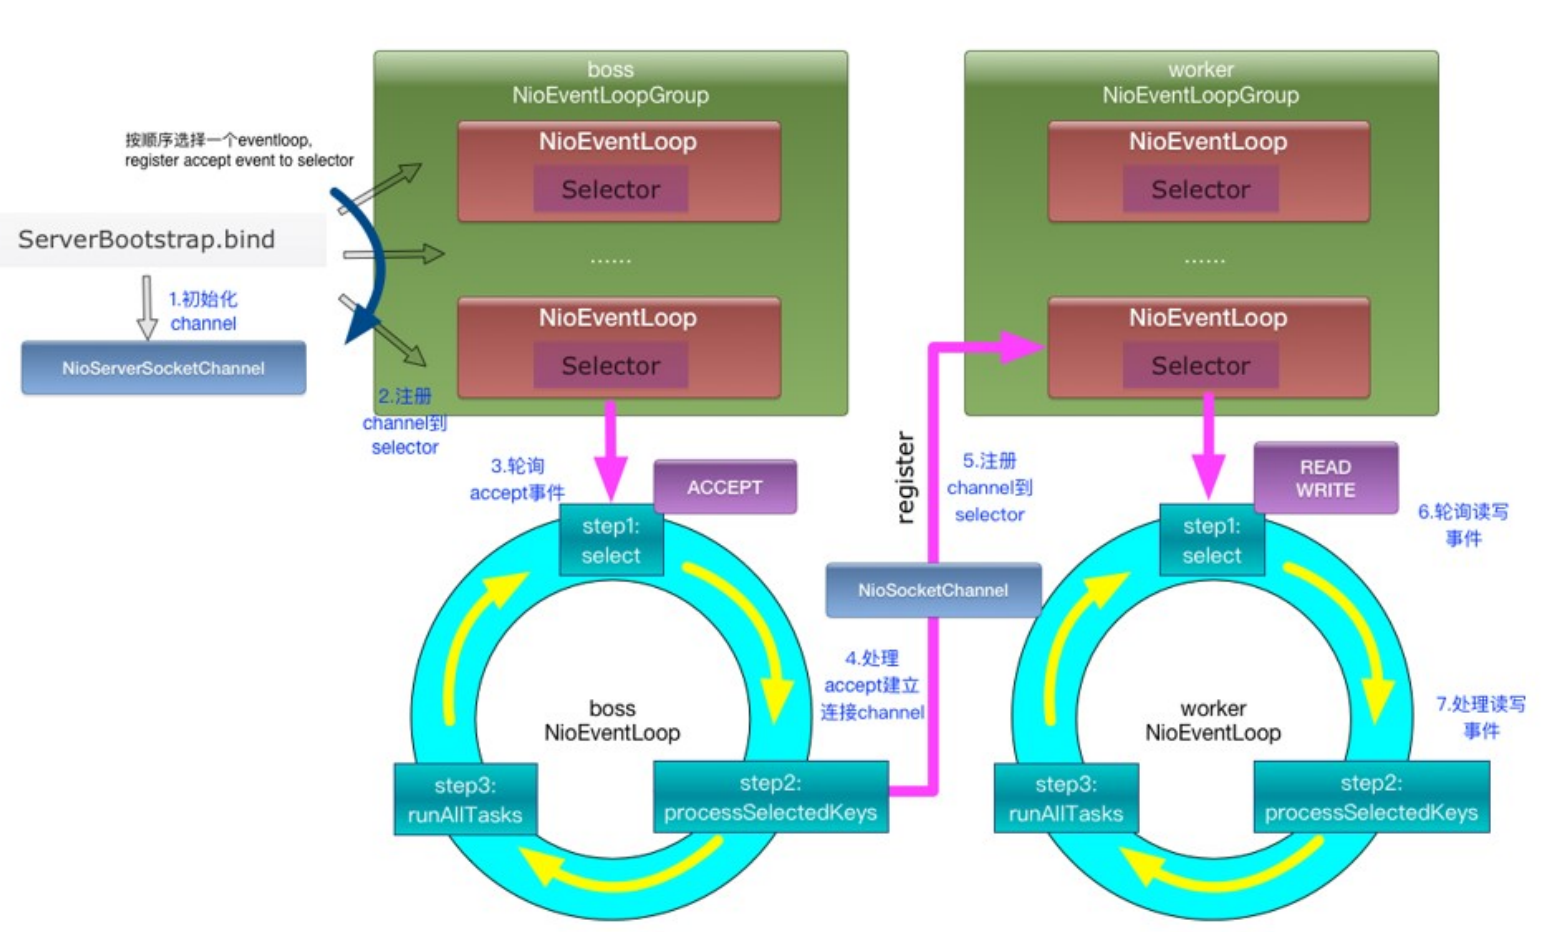 按顺序选择一个eventloop,
register accept event to selector
ServerBootstrap.bind
1.初始化
channel
NioServerSocketChannel
boss
NioEventLoopGroup
NioEventLoop
Selector
......
NioEventLoop
Selector
2.注册
channel到
selector
3.轮询
accept事件
ACCEPT
step1:
select
boss
NioEventLoop
step3:
runAllTasks
step2:
processSelectedKeys
4.处理
accept建立
连接channel
NioSocketChannel
register
5.注册
channel到
selector
worker
NioEventLoopGroup
NioEventLoop
Selector
......
NioEventLoop
Selector
READ
WRITE
6.轮询读写
事件
step1:
select
worker
NioEventLoop
7.处理读写
事件
step3:
runAllTasks
step2:
processSelectedKeys